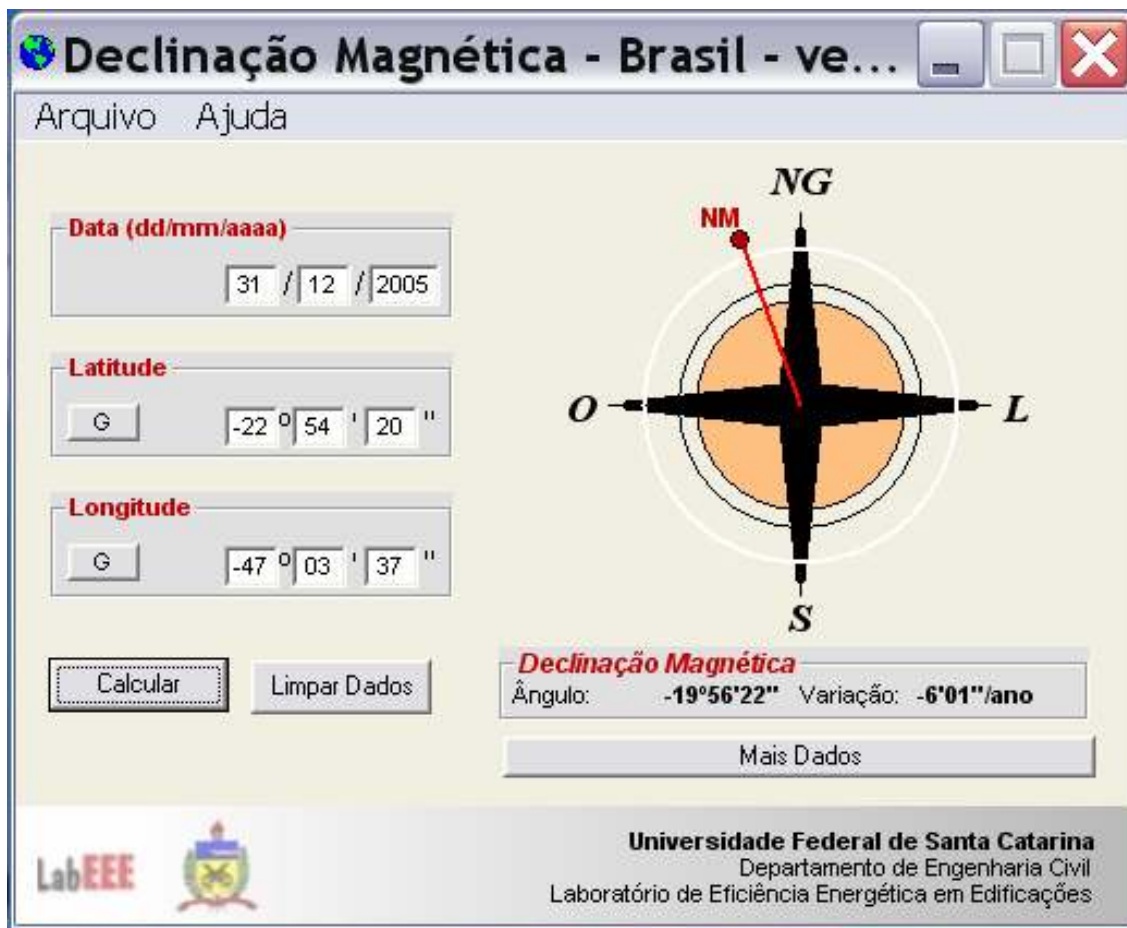 Declinação Magnética - Brasil - ve...
Arquivo Ajuda
Data (dd/mm/aaaa)
31 / 12 / 2005
Latitude
G -22 º 54 ' 20 "
Longitude
G -47 º 03 ' 37 "
Calcular Limpar Dados
NG
NM
O L
S
Declinação Magnética
Ângulo: -19º56'22" Variação: -6'01"/ano
Mais Dados
LabEEE
Universidade Federal de Santa Catarina
Departamento de Engenharia Civil
Laboratório de Eficiência Energética em Edificações